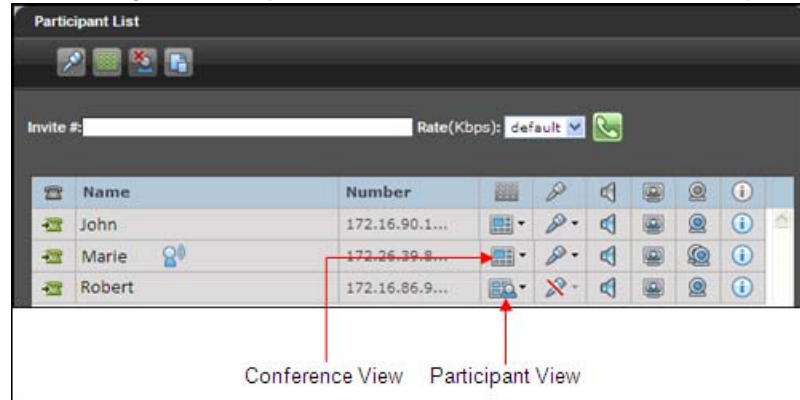 Participant List
Invite #: Rate(Kbps): default
Name Number
John 172.16.90.1...
Marie 172.26.39.8...
Robert 172.16.86.9...
Conference View Participant View